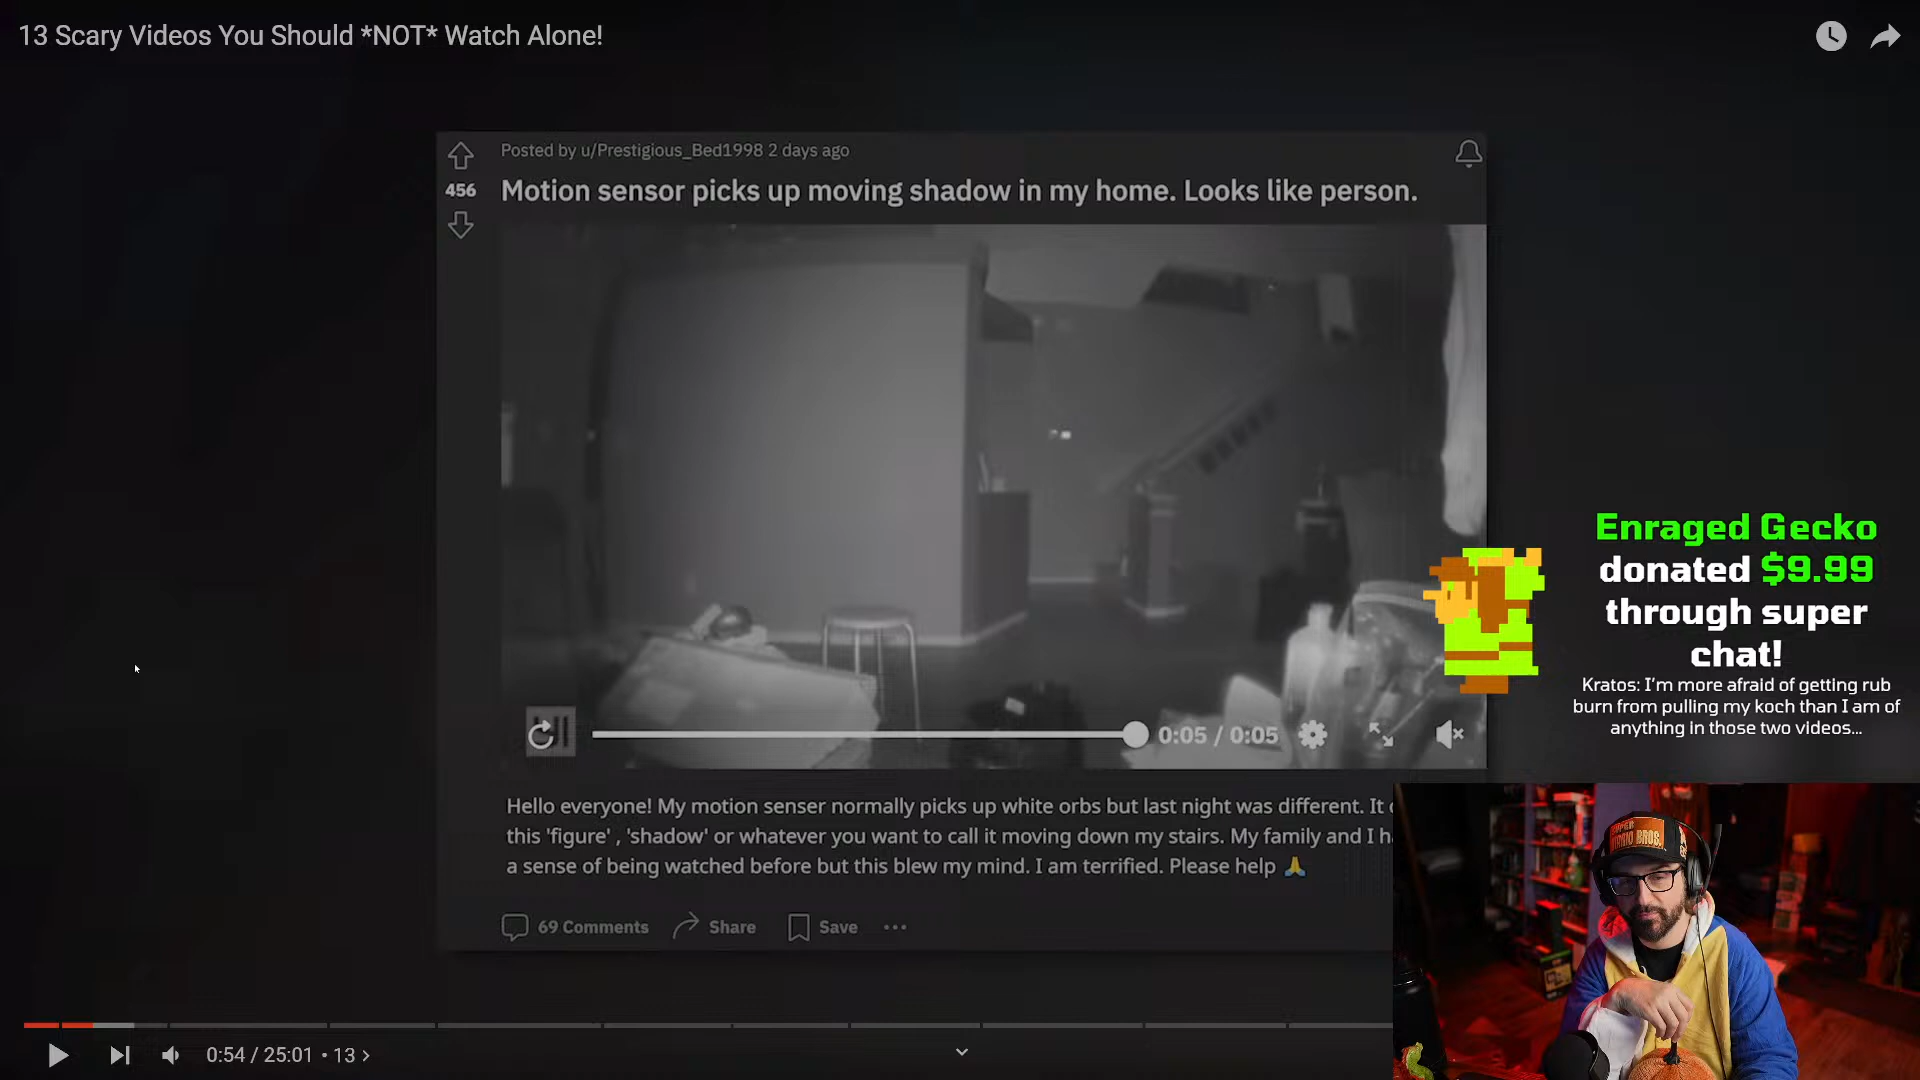 13 Scary Videos You Should *NOT* Watch Alone!
Posted by u/Prestigious_Bed1998 2 days ago
456
Motion sensor picks up moving shadow in my home. Looks like person.
0:05 / 0:05
Enraged Gecko
donated $9.99
through super
chat!
Kratos: I'm more afraid of getting rub
burn from pulling my koch than I am of
anything in those two videos...
Hello everyone! My motion senser normally picks up white orbs but last night was different. It
this 'figure' , 'shadow' or whatever you want to call it moving down my stairs. My family and I
a sense of being watched before but this blew my mind. I am terrified. Please help 🙏
69 Comments Share Save
SUPER
MARIO BROS.
0:54 / 25:01 • 13 >